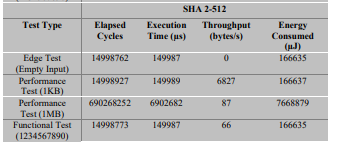 SHA 2-512
Test Type Elapsed Execution Throughput Energy
Cycles Time (µs) (bytes/s) Consumed
(µJ)
Edge Test 14998762 149987 0 166635
(Empty Input)
Performance 14998927 149989 6827 166637
Test (1KB)
Performance 690268252 6902682 87 7668879
Test (1MB)
Functional Test 14998773 149987 66 166635
(1234567890)